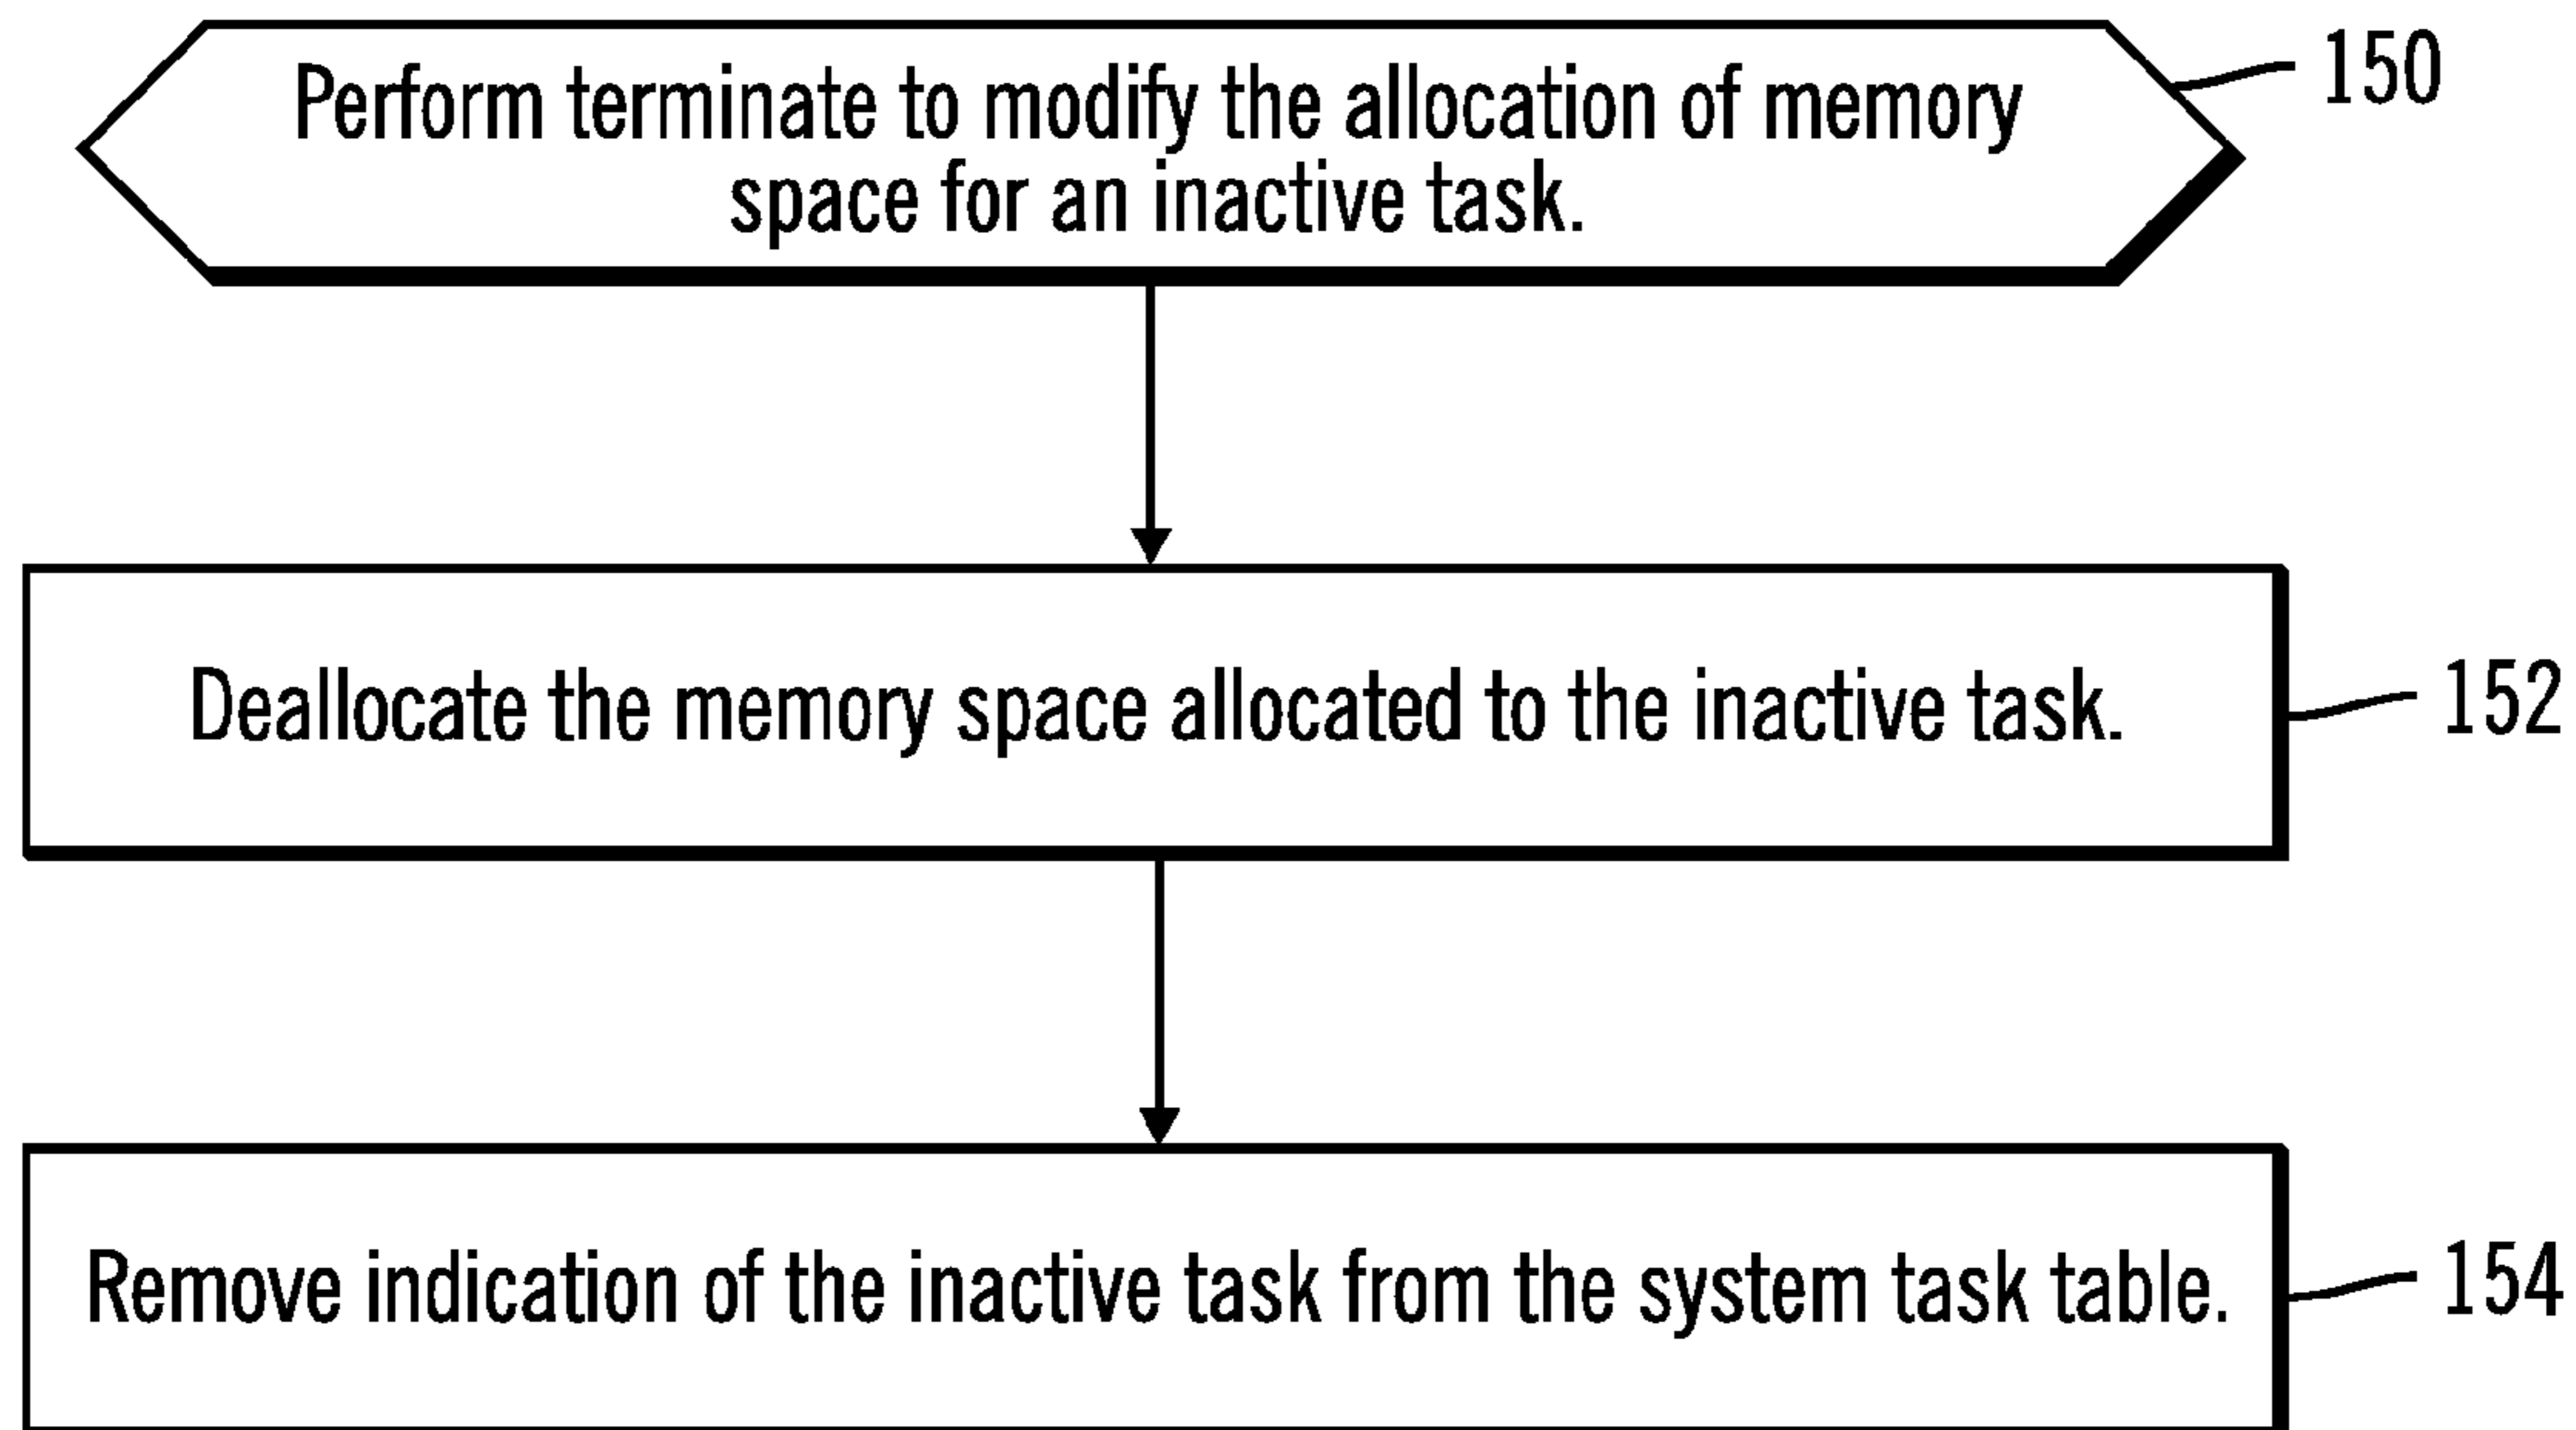 Perform terminate to modify the allocation of memory
space for an inactive task.
150
Deallocate the memory space allocated to the inactive task.
152
Remove indication of the inactive task from the system task table.
154